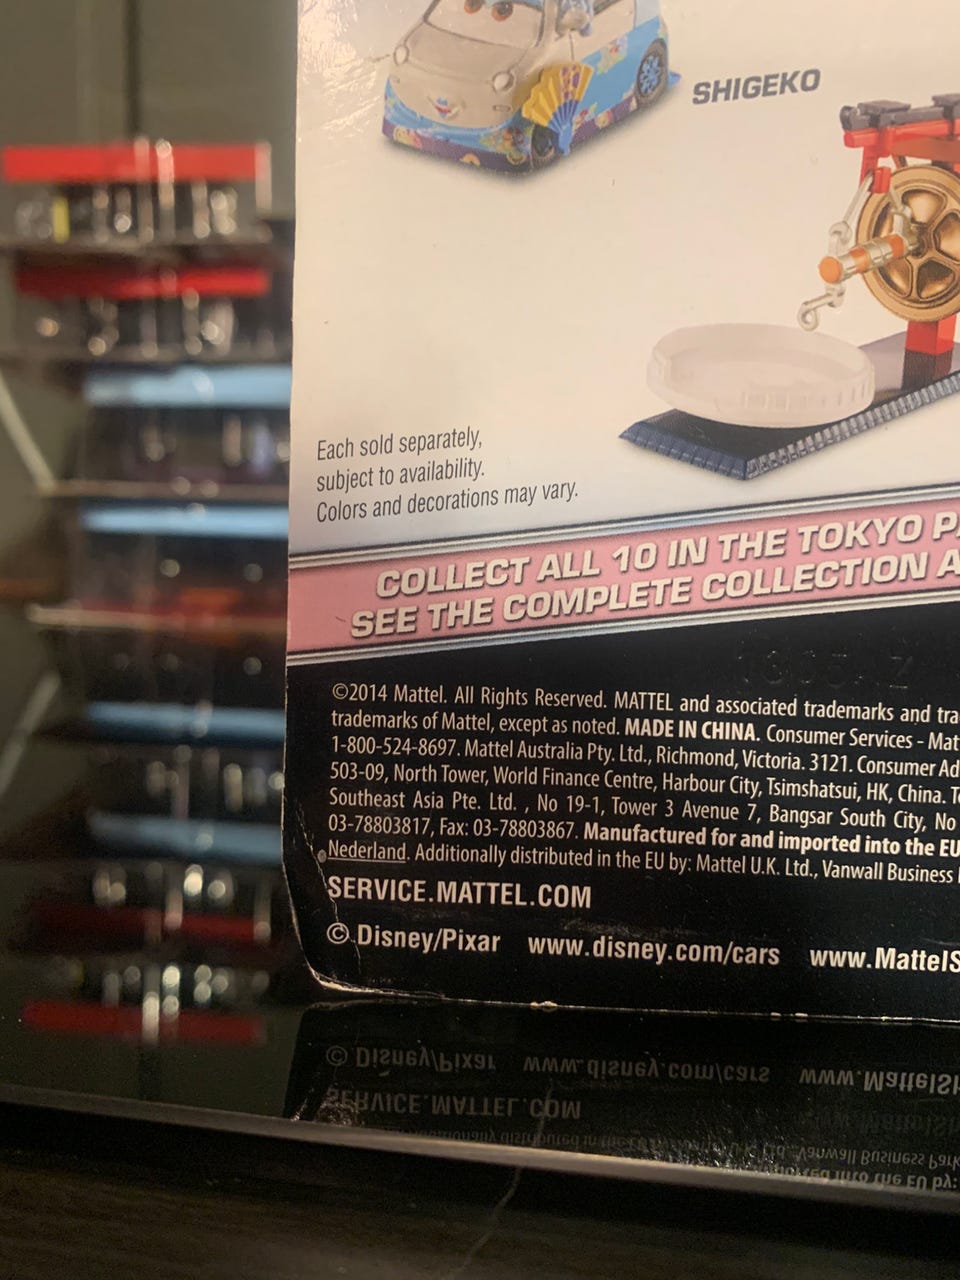 SHIGEKO
Each sold separately,
subject to availability.
Colors and decorations may vary.
COLLECT ALL 10 IN THE TOKYO
SEE THE COMPLETE COLLECTION
©2014 Mattel. All Rights Reserved. MATTEL and associated trademarks and
trademarks of Mattel, except as noted. MADE IN CHINA. Consumer Services -
1-800-524-8697. Mattel Australia Pty. Ltd., Richmond, Victoria. 3121. Consumer
503-09, North Tower, World Finance Centre, Harbour City, Tsimshatsui, HK, China.
Southeast Asia Pte. Ltd. , No 19-1, Tower 3 Avenue 7, Bangsar South City, No
03-78803817, Fax: 03-78803867. Manufactured for and imported into the EU
Nederland. Additionally distributed in the EU by: Mattel U.K. Ltd., Vanwall Business
SERVICE.MATTEL.COM
© Disney/Pixar www.disney.com/cars www.MattelS